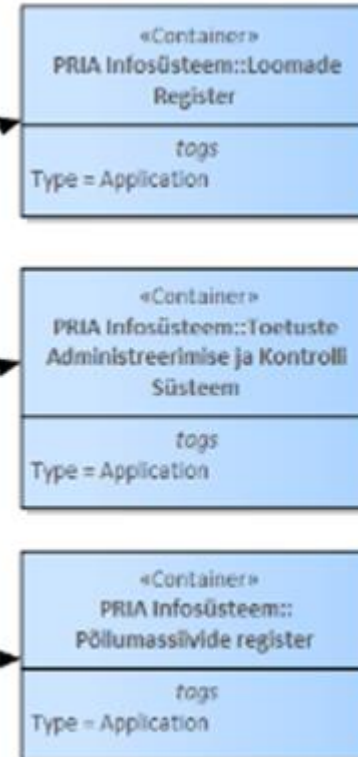 «Container»
PRIA Infosüsteem::Loomade
Register
tags
Type = Application
«Container»
PRIA Infosüsteem::Toetuste
Administreerimise ja Kontrolli
Süsteem
tags
Type = Application
«Container»
PRIA Infosüsteem::
Põllumassiivide register
tags
Type = Application